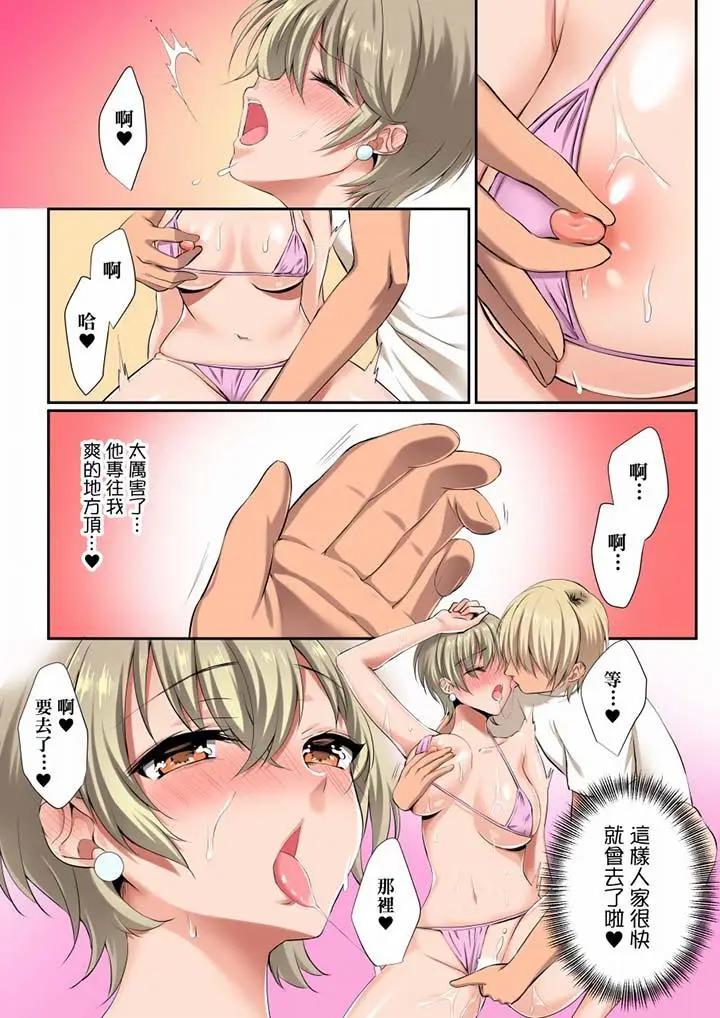 啊♥
啊
哈♥
太厲害了…
他專往我
爽的地方頂…♥
啊…
啊…♥
等…♥
這樣人家很快
就曾去了啦♥
那裡♥
啊♥
要去了…♥